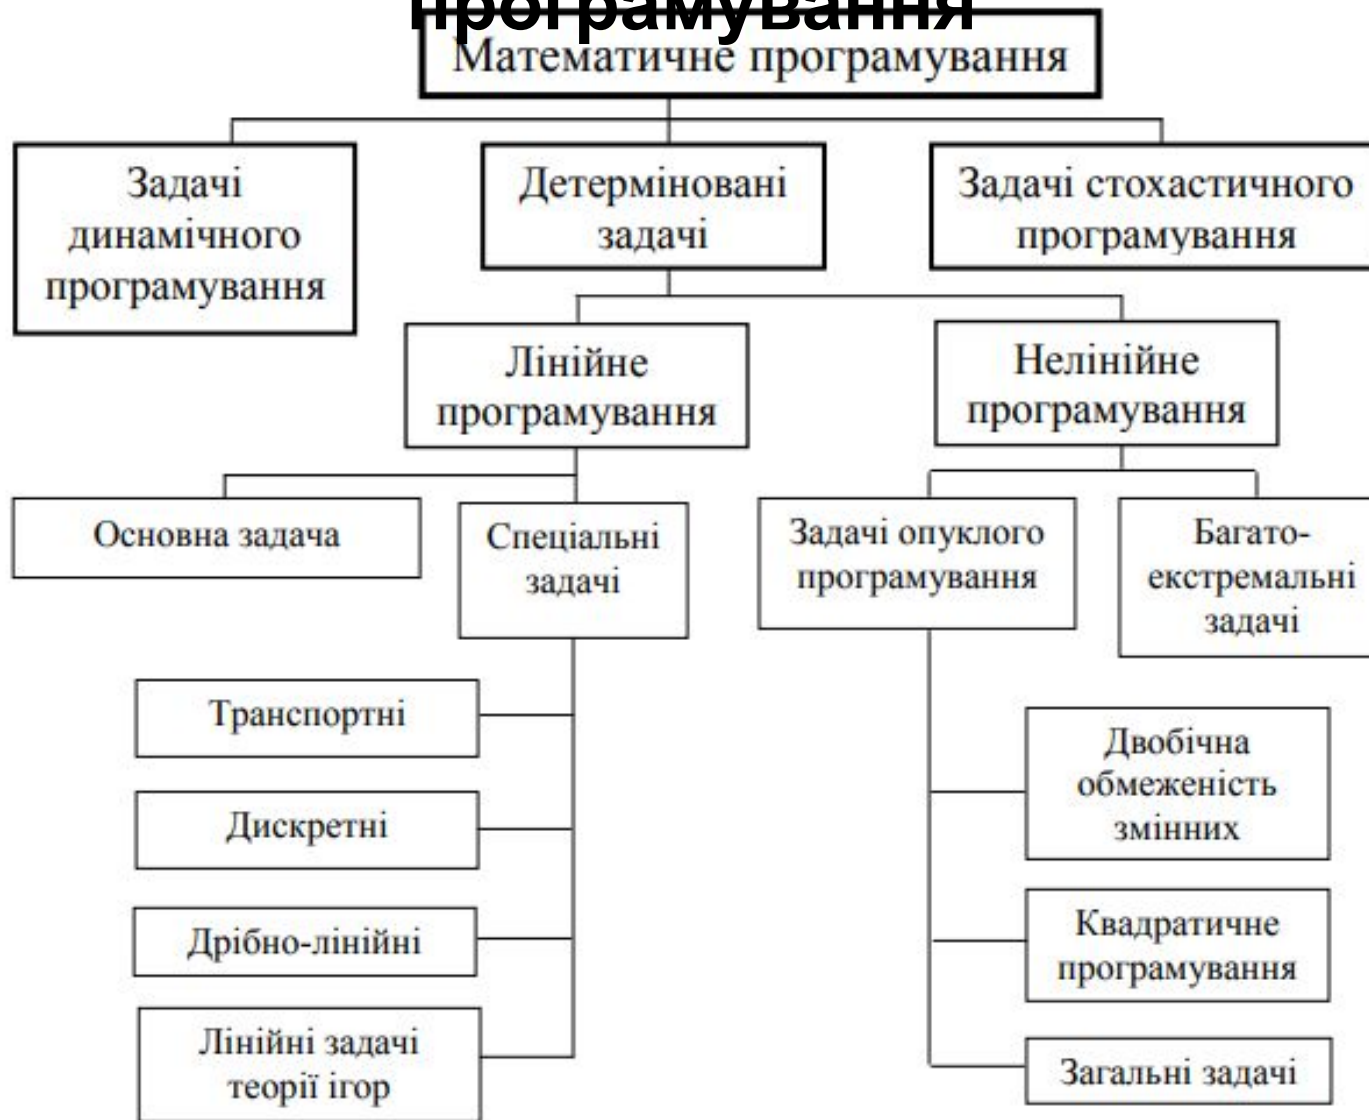 програмування
Математичне програмування
Задачі
динамічного
програмування
Детерміновані
задачі
Задачі стохастичного
програмування
Лінійне
програмування
Нелінійне
програмування
Основна задача
Спеціальні
задачі
Задачі опуклого
програмування
Багато-
екстремальні
задачі
Транспортні
Дискретні
Дрібно-лінійні
Лінійні задачі
теорії ігор
Двобічна
обмеженість
змінних
Квадратичне
програмування
Загальні задачі